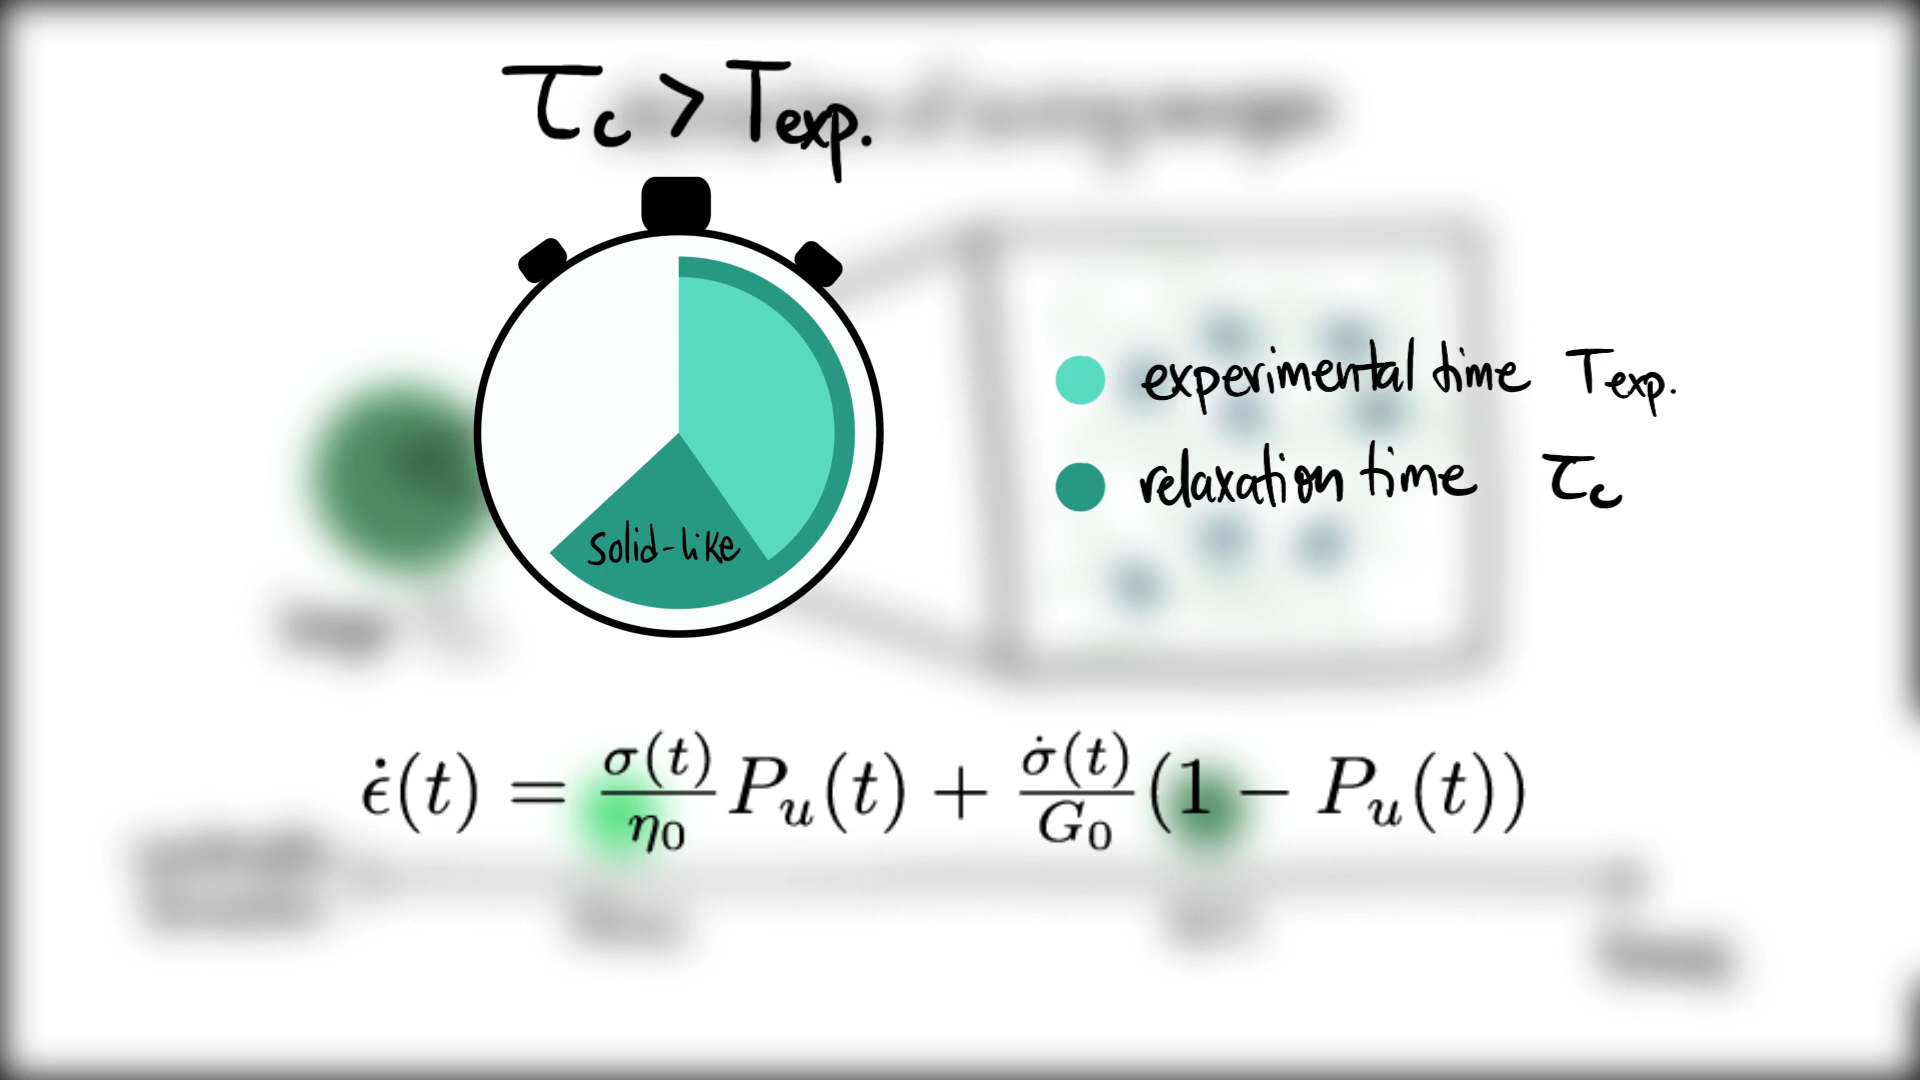 τc > Texp.
experimental time Texp.
relaxation time τc
Solid-like
ϵ̇(t) = σ(t)/η₀ Pᵤ(t) + σ̇(t)/G₀ (1 − Pᵤ(t))